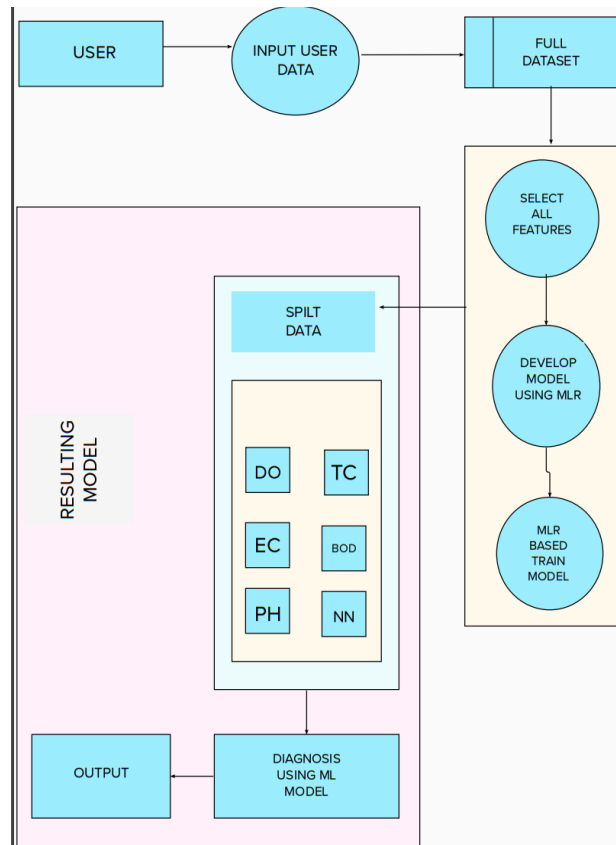 USER
INPUT USER
DATA
FULL
DATASET
SELECT
ALL
FEATURES
DEVELOP
MODEL
USING MLR
MLR
BASED
TRAIN
MODEL
SPILT
DATA
DO
TC
EC
BOD
PH
NN
RESULTING
MODEL
DIAGNOSIS
USING ML
MODEL
OUTPUT